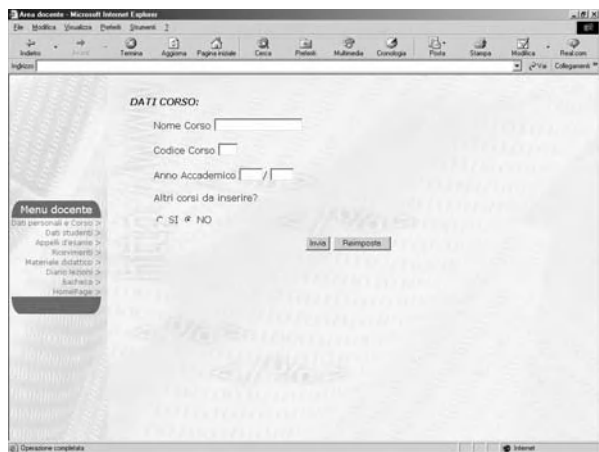 Area docente - Microsoft Internet Explorer
File Modifica Visualizza Preferiti Strumenti ?
Indietro Avanti Termina Aggiorna Pagina iniziale Cerca Preferiti Multimedia Cronologia Posta Stampa Modifica Real.com
Indirizzo Vai Collegamenti »
DATI CORSO:
Nome Corso
Codice Corso
Anno Accademico /
Altri corsi da inserire?
SI NO
Invia Reimposta
Menu docente
Dati personali e Corso >
Dati studenti >
Appelli d'esame >
Ricevimenti >
Materiale didattico >
Diario lezioni >
Bacheca >
HomePage >
Operazione completata Internet